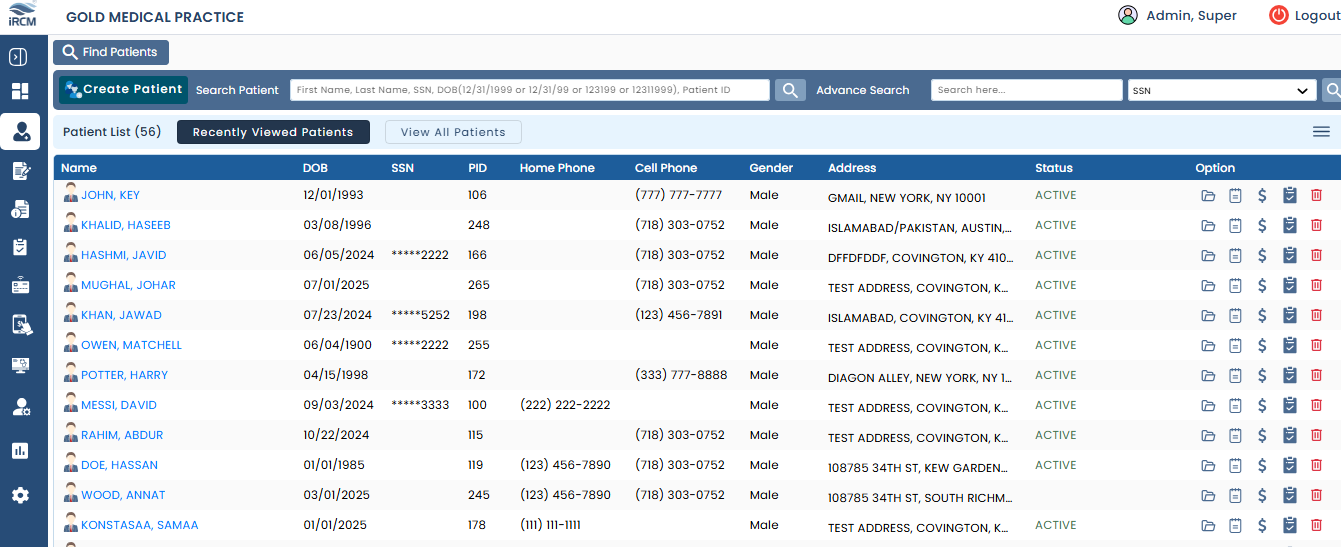 iRCM GOLD MEDICAL PRACTICE Admin, Super Logout
Find Patients
Create Patient Search Patient First Name, Last Name, SSN, DOB(12/31/1999 or 12/31/99 or 123199 or 12311999), Patient ID Advance Search Search here... SSN
Patient List (56) Recently Viewed Patients View All Patients
Name DOB SSN PID Home Phone Cell Phone Gender Address Status Option
JOHN, KEY 12/01/1993 106 (777) 777-7777 Male GMAIL, NEW YORK, NY 10001 ACTIVE
KHALID, HASEEB 03/08/1996 248 (718) 303-0752 Male ISLAMABAD/PAKISTAN, AUSTIN,... ACTIVE
HASHMI, JAVID 06/05/2024 *****2222 166 (718) 303-0752 Male DFFDFDDF, COVINGTON, KY 410... ACTIVE
MUGHAL, JOHAR 07/01/2025 265 (718) 303-0752 Male TEST ADDRESS, COVINGTON, K... ACTIVE
KHAN, JAWAD 07/23/2024 *****5252 198 (123) 456-7891 Male ISLAMABAD, COVINGTON, KY 41... ACTIVE
OWEN, MATCHELL 06/04/1900 *****2222 255 Male TEST ADDRESS, COVINGTON, K... ACTIVE
POTTER, HARRY 04/15/1998 172 (333) 777-8888 Male DIAGON ALLEY, NEW YORK, NY 1... ACTIVE
MESSI, DAVID 09/03/2024 *****3333 100 (222) 222-2222 Male TEST ADDRESS, COVINGTON, K... ACTIVE
RAHIM, ABDUR 10/22/2024 115 (718) 303-0752 Male TEST ADDRESS, COVINGTON, K... ACTIVE
DOE, HASSAN 01/01/1985 119 (123) 456-7890 (718) 303-0752 Male 108785 34TH ST, KEW GARDEN... ACTIVE
WOOD, ANNAT 03/01/2025 245 (123) 456-7890 (718) 303-0752 Male 108785 34TH ST, SOUTH RICHM...
KONSTASAA, SAMAA 01/01/2025 178 (111) 111-1111 Male TEST ADDRESS, COVINGTON, K... ACTIVE